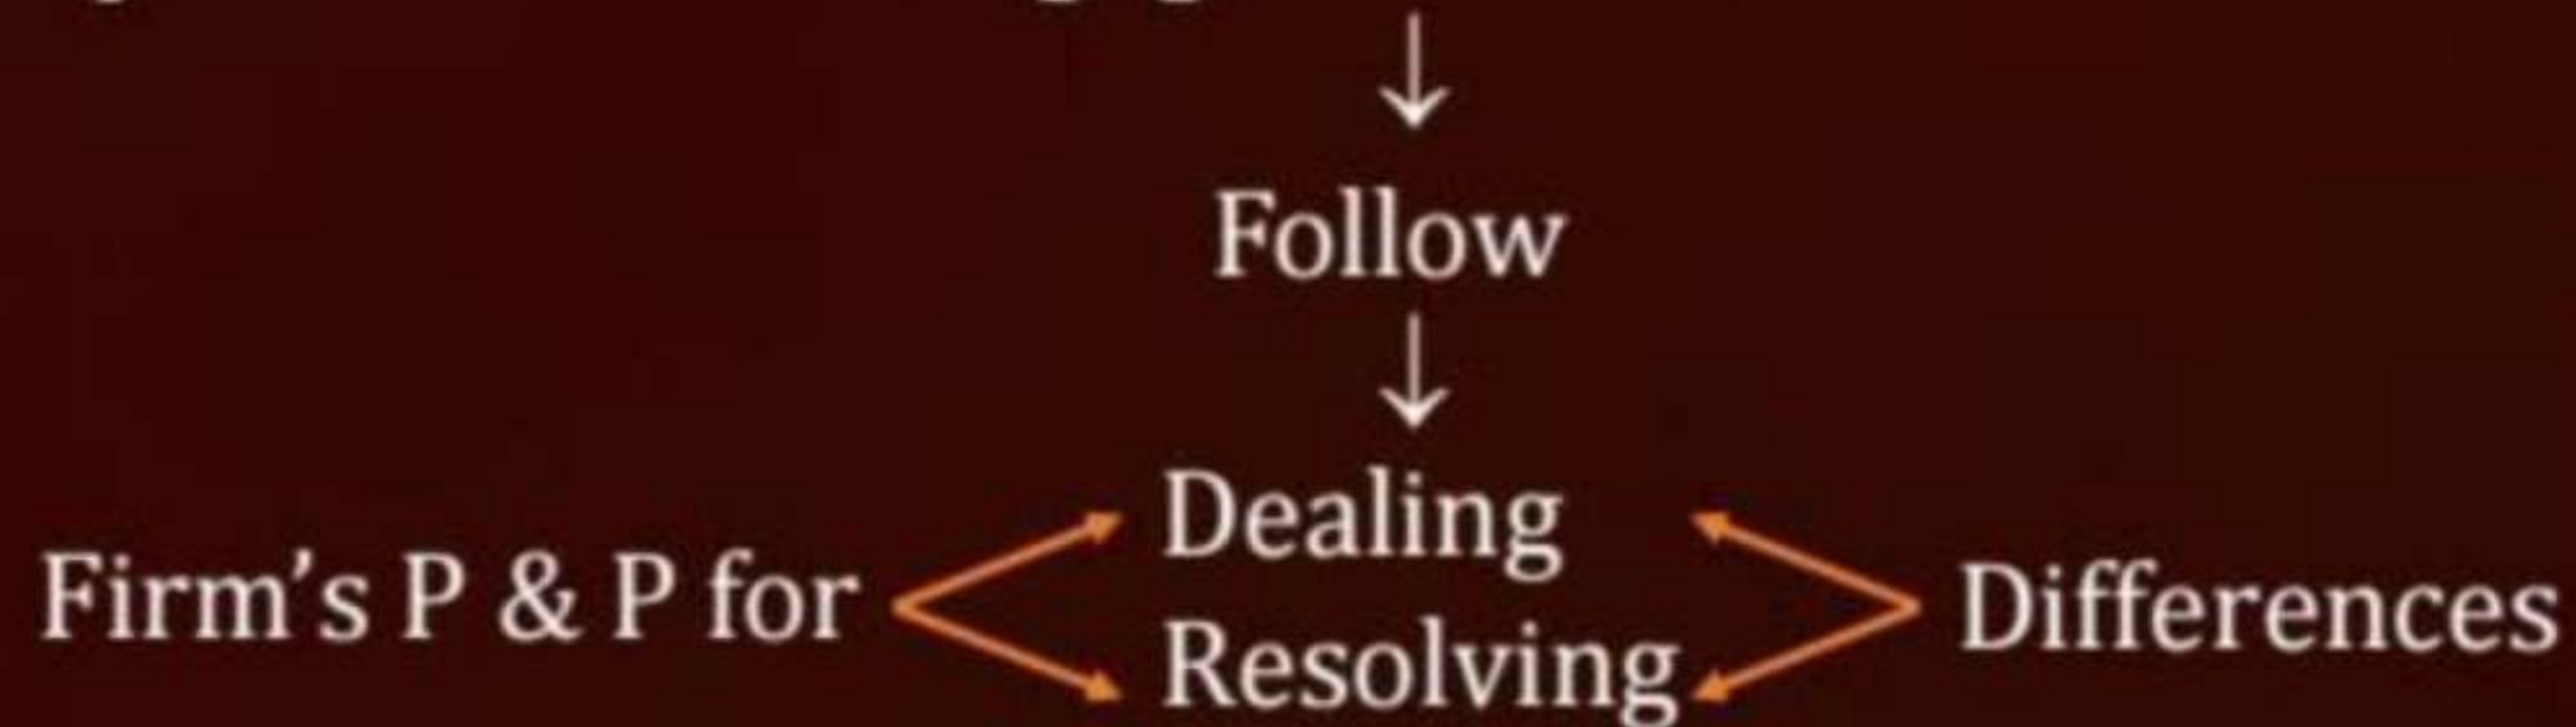 Follow
Dealing
Firm's P & P for
Differences
Resolving